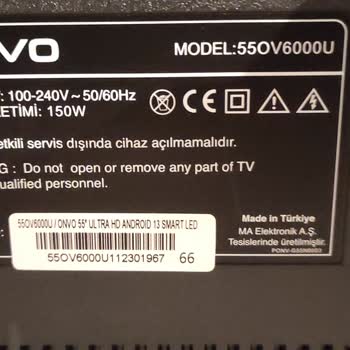 VO
MODEL:55OV6000U
: 100-240V ~ 50/60Hz
ETİMİ : 150W
etkili servis dışında cihaz açılmamalıdır.
G : Do not open or remove any part of TV
ualified personnel.
55OV6000U / ONVO 55" ULTRA HD ANDROID 13 SMART LED
55OV6000U112301967 66
Made in Türkiye
MA Elektronik A.Ş.
Tesislerinde üretilmiştir.